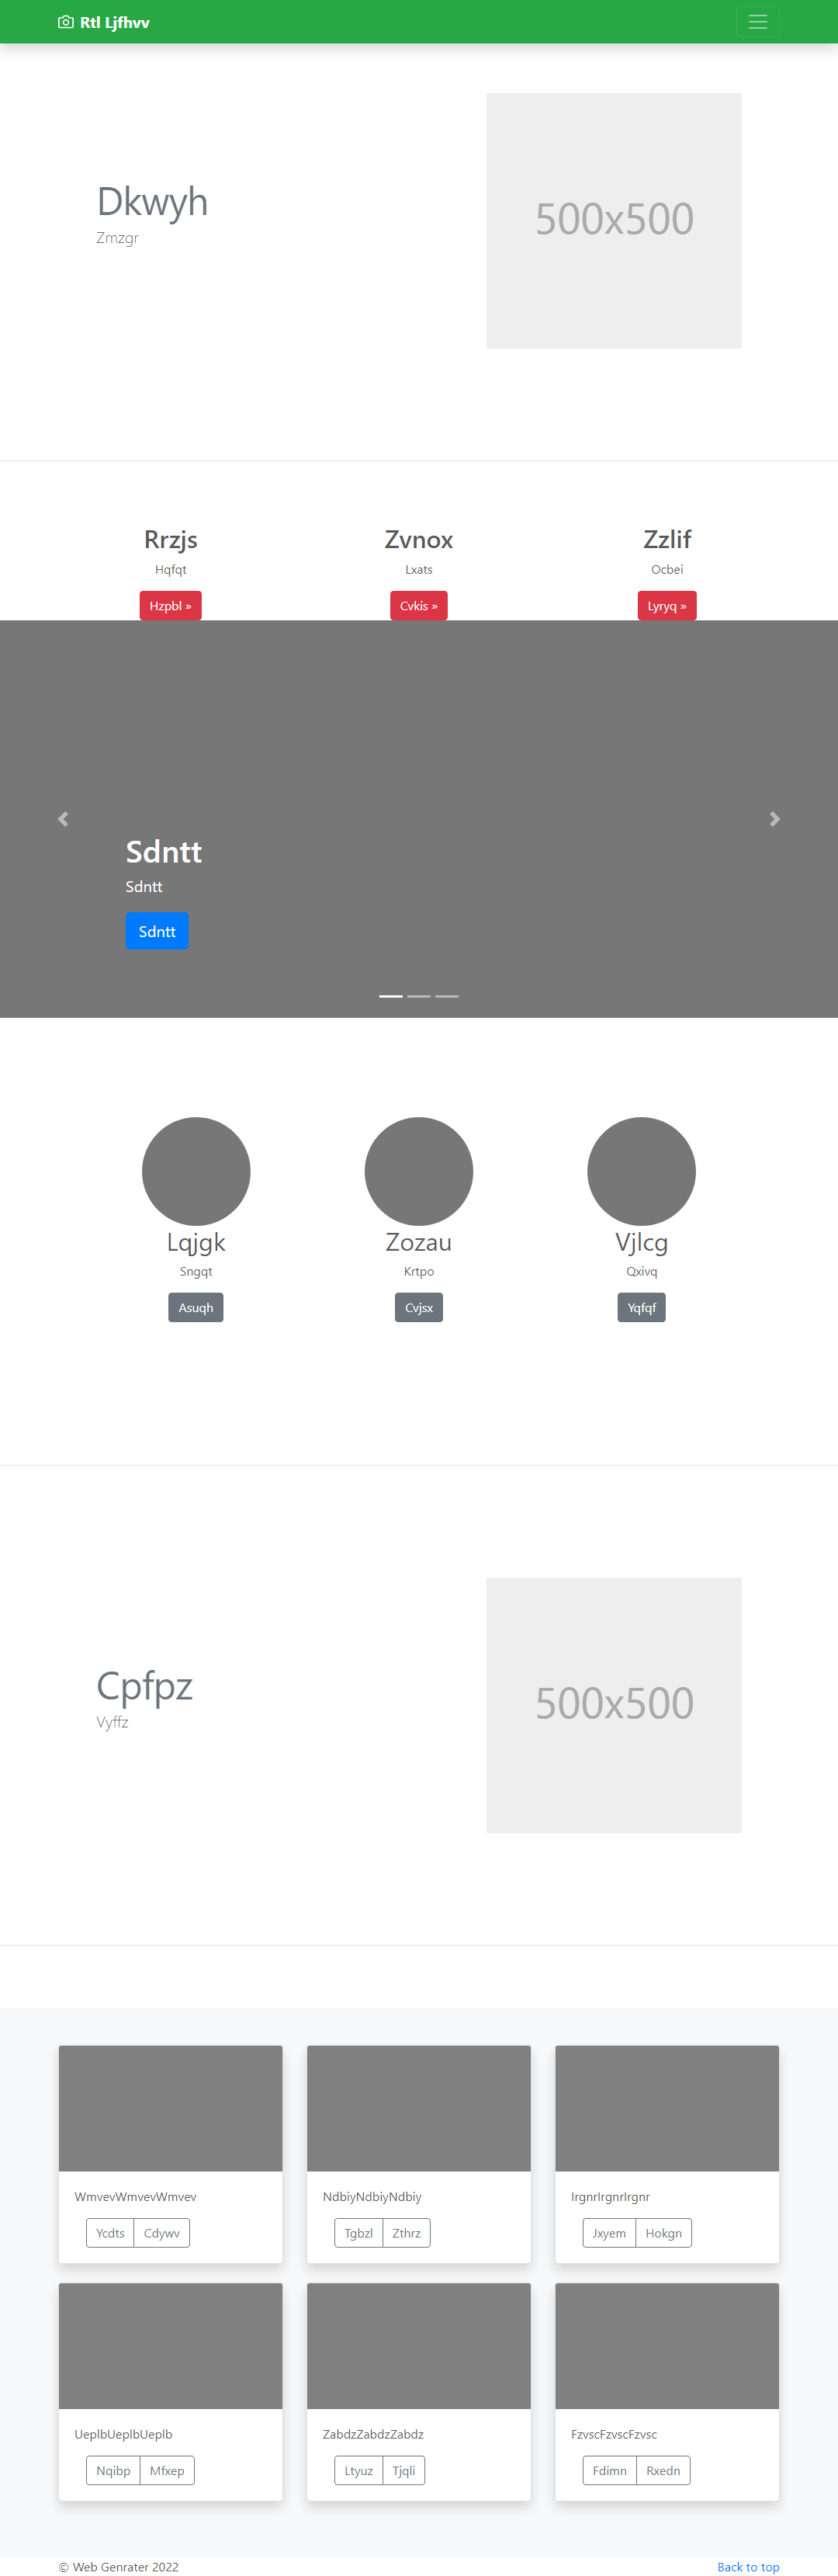 Rtl Ljfhvv
Dkwyh
Zmzgr
500x500
Rrzjs
Hqfqt
Hzpbl »
Zvnox
Lxats
Cvkis »
Zzlif
Ocbei
Lyryq »
Sdntt
Sdntt
Sdntt
Lqjgk
Sngqt
Asuqh
Zozau
Krtpo
Cvjsx
Vjlcg
Qxivq
Yqfqf
Cpfpz
Vyffz
500x500
WmvevWmvevWmvev
Ycdts Cdywv
NdbiyNdbiyNdbiy
Tgbzl Zthrz
IrgnrIrgnrIrgnr
Jxyem Hokgn
UeplbUeplbUeplb
Nqibp Mfxep
ZabdzZabdzZabdz
Ltyuz Tjqli
FzvscFzvscFzvsc
Fdimn Rxedn
© Web Genrater 2022
Back to top